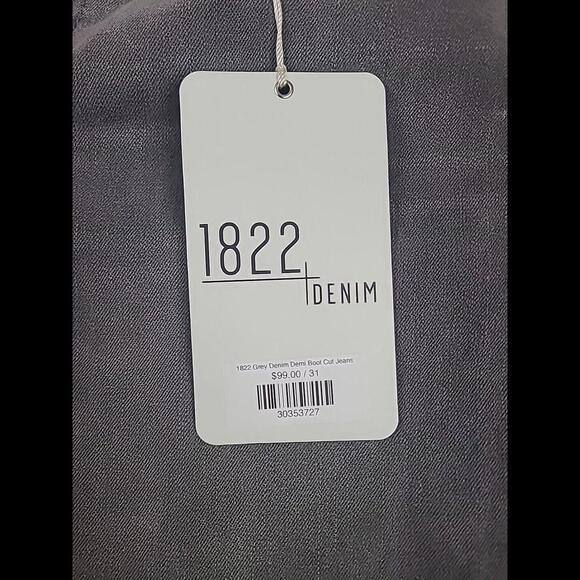 1822
DENIM
1822 Grey Denim Demi Boot Cut Jeans
$99.00 / 31
30353727